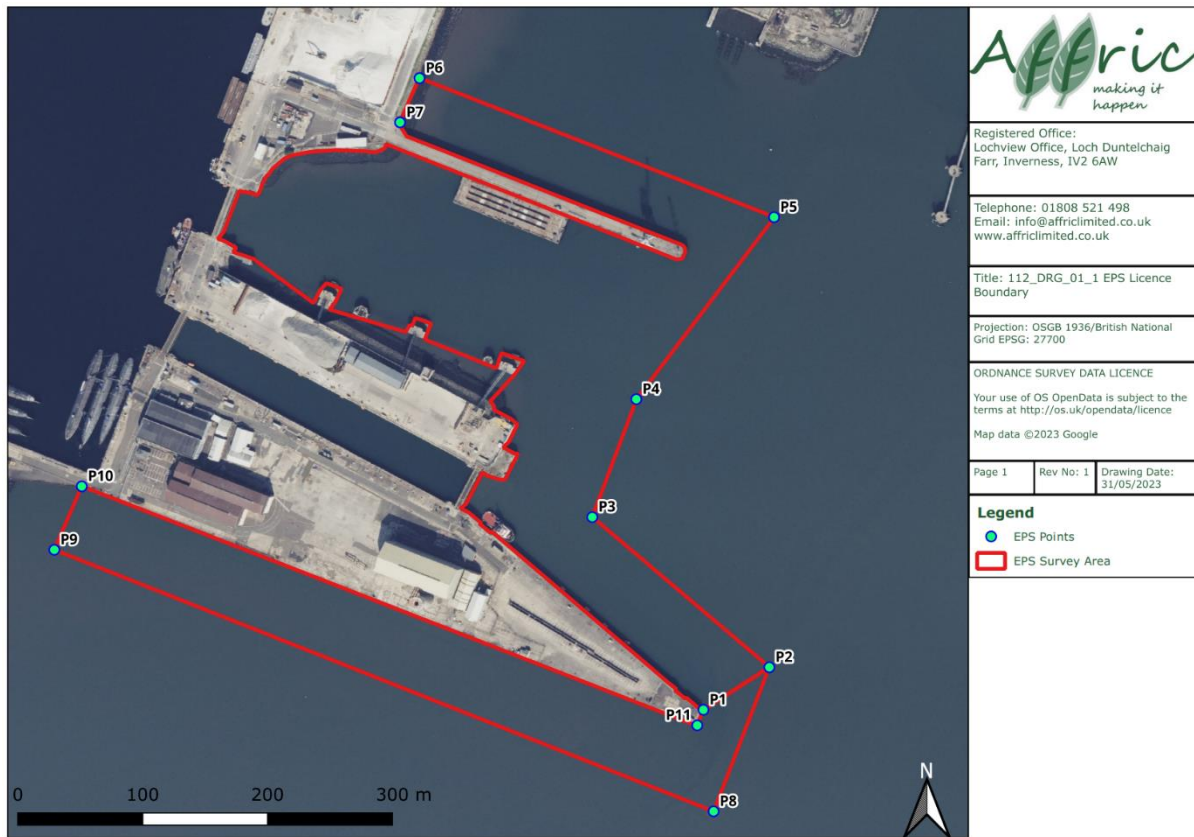 P6
P7
P5
P4
P3
P10
P9
P2
P1
P11
P8
0 100 200 300 m
N
Affric
making it
happen
Registered Office:
Lochview Office, Loch Duntelchaig
Farr, Inverness, IV2 6AW
Telephone: 01808 521 498
Email: info@affriclimited.co.uk
www.affriclimited.co.uk
Title: 112_DRG_01_1 EPS Licence
Boundary
Projection: OSGB 1936/British National
Grid EPSG: 27700
ORDNANCE SURVEY DATA LICENCE
Your use of OS OpenData is subject to the
terms at http://os.uk/opendata/licence
Map data ©2023 Google
Page 1 Rev No: 1 Drawing Date:
31/05/2023
Legend
EPS Points
EPS Survey Area